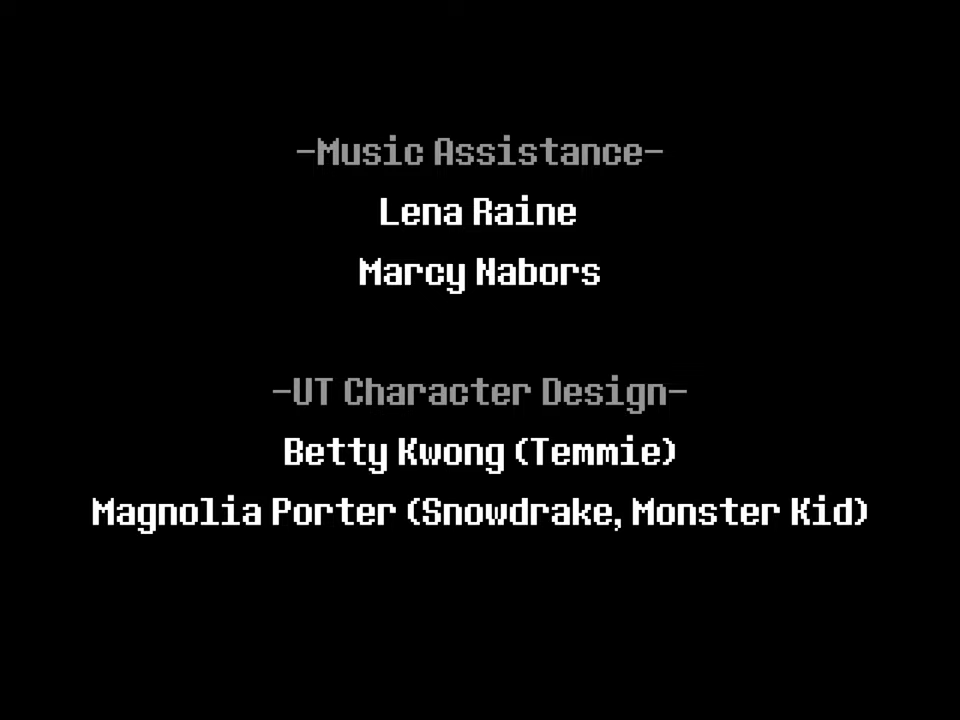 -Music Assistance-
Lena Raine
Marcy Nabors
-UT Character Design-
Betty Kwong (Temmie)
Magnolia Porter (Snowdrake, Monster Kid)